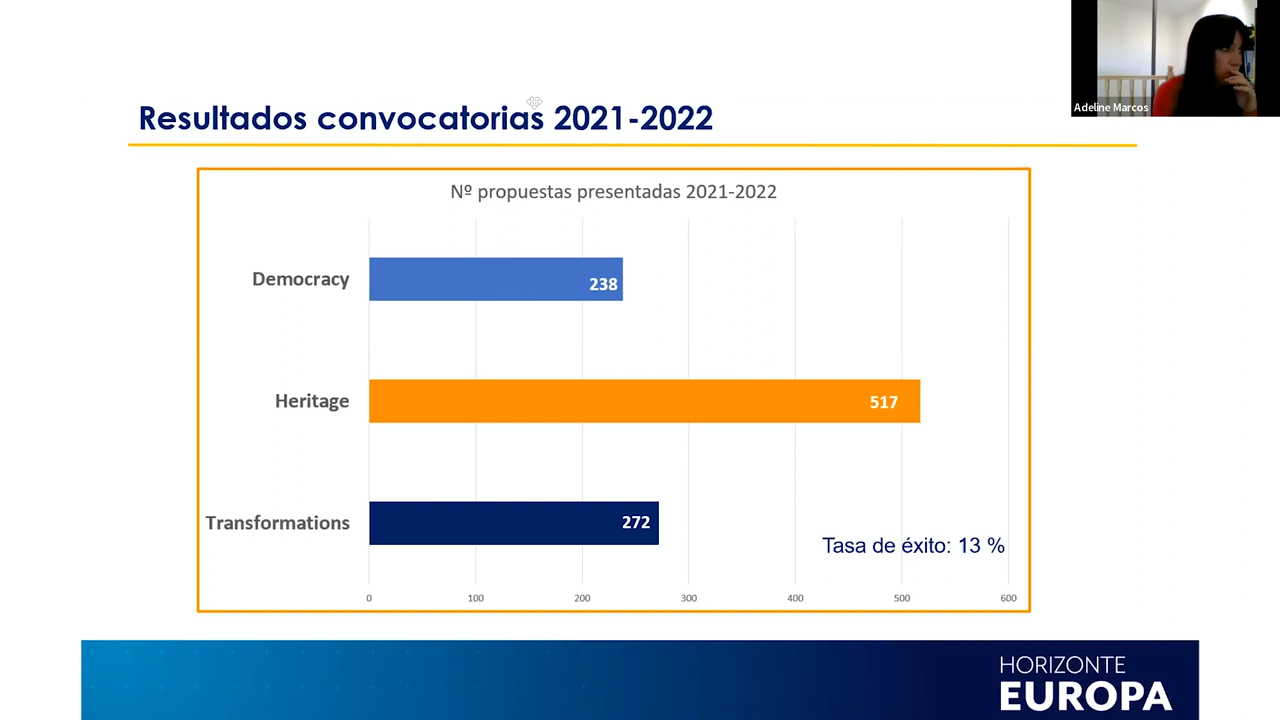 Adeline Marcos
Resultados convocatorias 2021-2022
Nº propuestas presentadas 2021-2022
Democracy
238
Heritage
517
Transformations
272
Tasa de éxito: 13 %
0 100 200 300 400 500 600
HORIZONTE
EUROPA